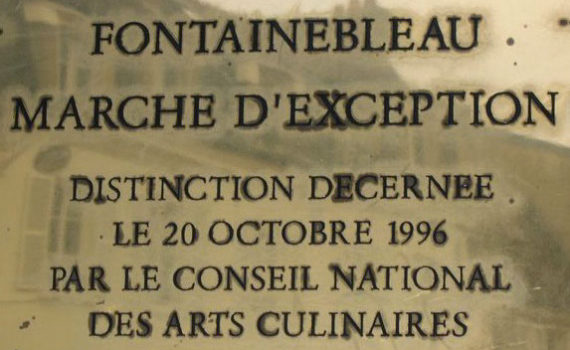 FONTAINEBLEAU
MARCHE D'EXCEPTION
DISTINCTION DECERNEE
LE 20 OCTOBRE 1996
PAR LE CONSEIL NATIONAL
DES ARTS CULINAIRES